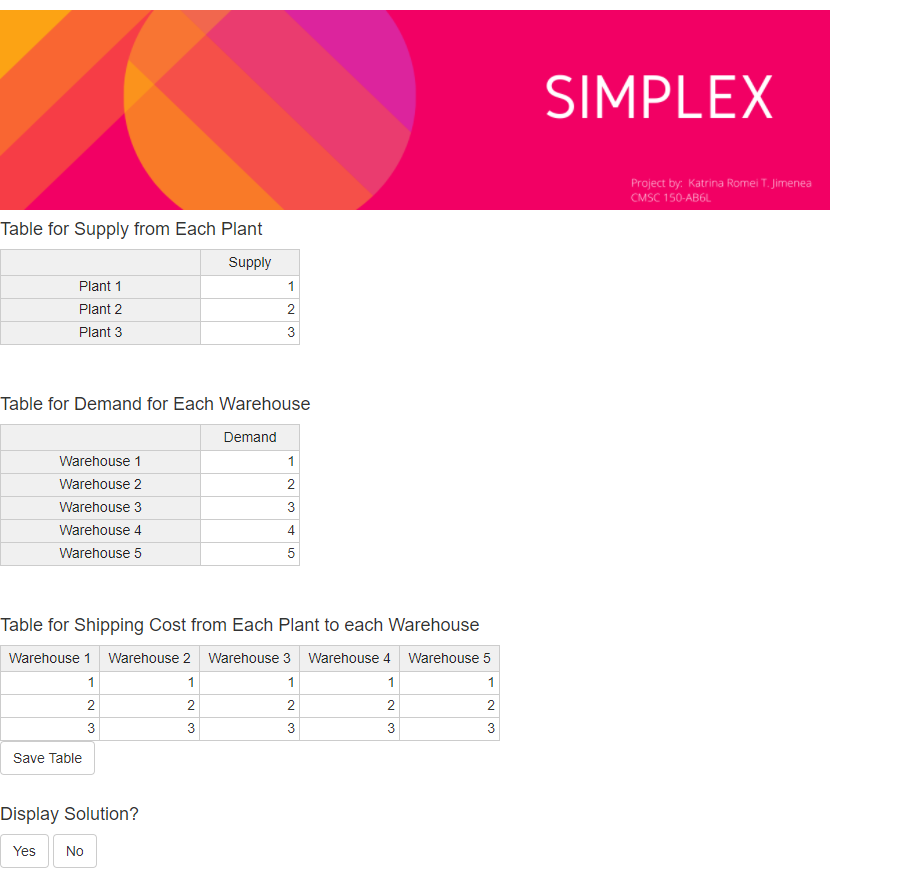 SIMPLEX
Project by: Katrina Romei T. Jimenea
CMSC 150-AB6L
Table for Supply from Each Plant
Supply
Plant 1 1
Plant 2 2
Plant 3 3
Table for Demand for Each Warehouse
Demand
Warehouse 1 1
Warehouse 2 2
Warehouse 3 3
Warehouse 4 4
Warehouse 5 5
Table for Shipping Cost from Each Plant to each Warehouse
Warehouse 1 Warehouse 2 Warehouse 3 Warehouse 4 Warehouse 5
1 1 1 1 1
2 2 2 2 2
3 3 3 3 3
Save Table
Display Solution?
Yes No